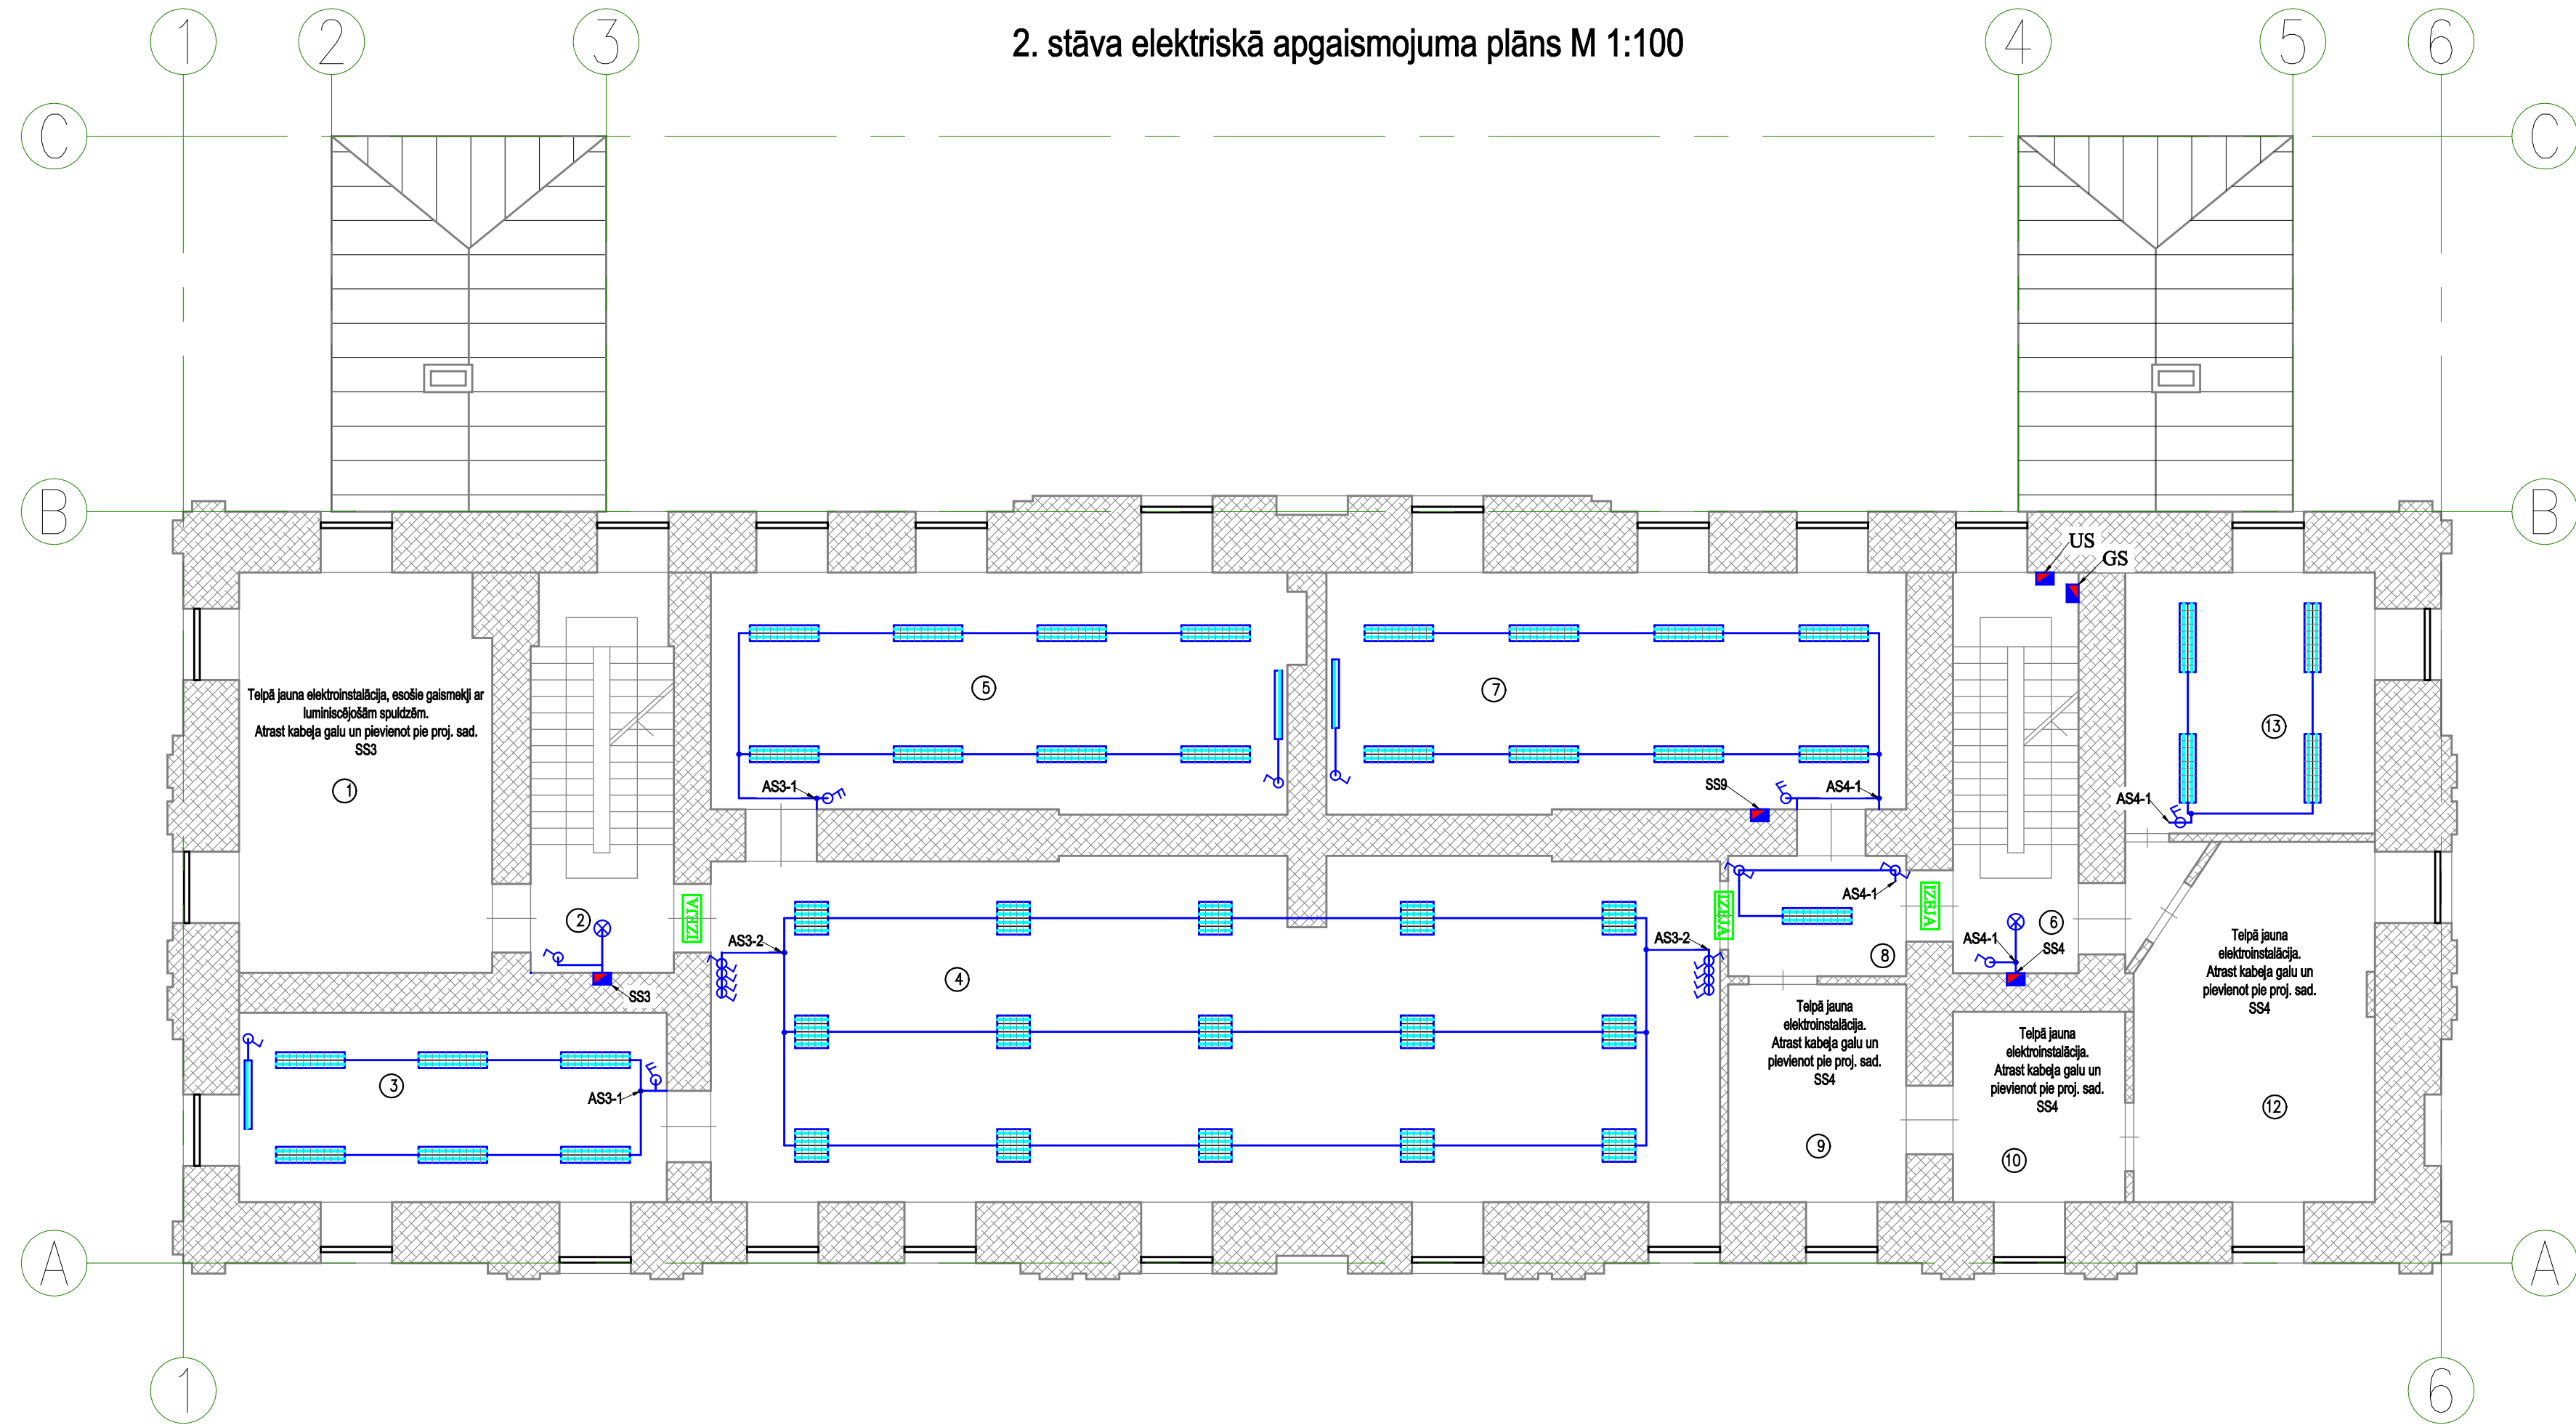 2. stāva elektriskā apgaismojuma plāns M 1:100
1
2
3
4
5
6
C
C
B
B
US
GS
Telpā jauna elektroinstalācija, esošie gaismekļi ar
luminiscējošām spuldzēm.
Atrast kabeļa galu un pievienot pie proj. sad.
SS3
1
5
7
13
AS3-1
SS9
AS4-1
AS4-1
2
IZEJA
AS3-2
SS3
4
AS3-2
IZEJA
AS4-1
8
IZEJA
6
AS4-1
SS4
Telpā jauna
elektroinstalācija.
Atrast kabeļa galu un
pievienot pie proj. sad.
SS4
12
3
AS3-1
Telpā jauna
elektroinstalācija.
Atrast kabeļa galu un
pievienot pie proj. sad.
SS4
9
Telpā jauna
elektroinstalācija.
Atrast kabeļa galu un
pievienot pie proj. sad.
SS4
10
A
A
1
6